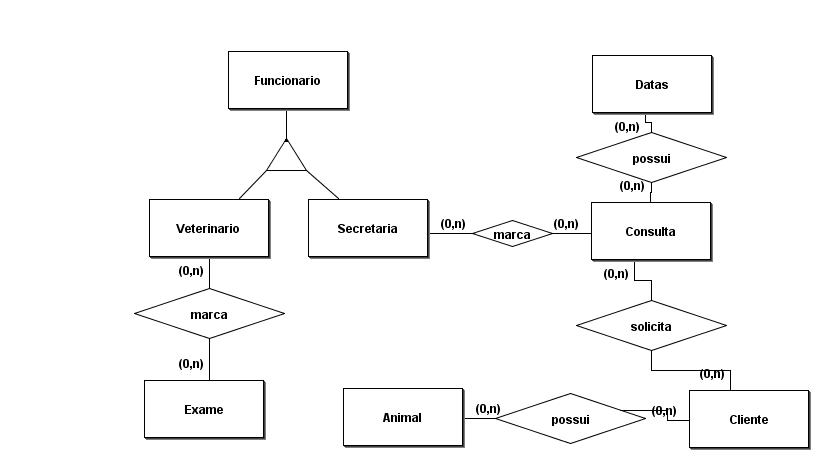 Funcionario
Datas
(0,n)
possui
(0,n)
Veterinario
Secretaria
(0,n)
marca
(0,n)
Consulta
(0,n)
(0,n)
marca
solicita
(0,n)
(0,n)
Exame
Animal
(0,n)
possui
(0,n)
Cliente